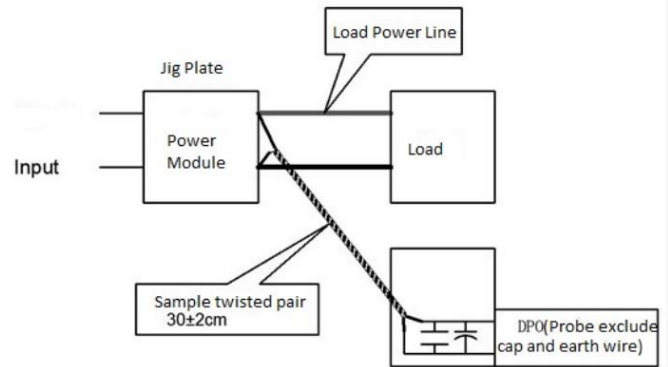 Load Power Line
Jig Plate
Power
Module
Load
Input
Sample twisted pair
30±2cm
DPO(Probe exclude
cap and earth wire)